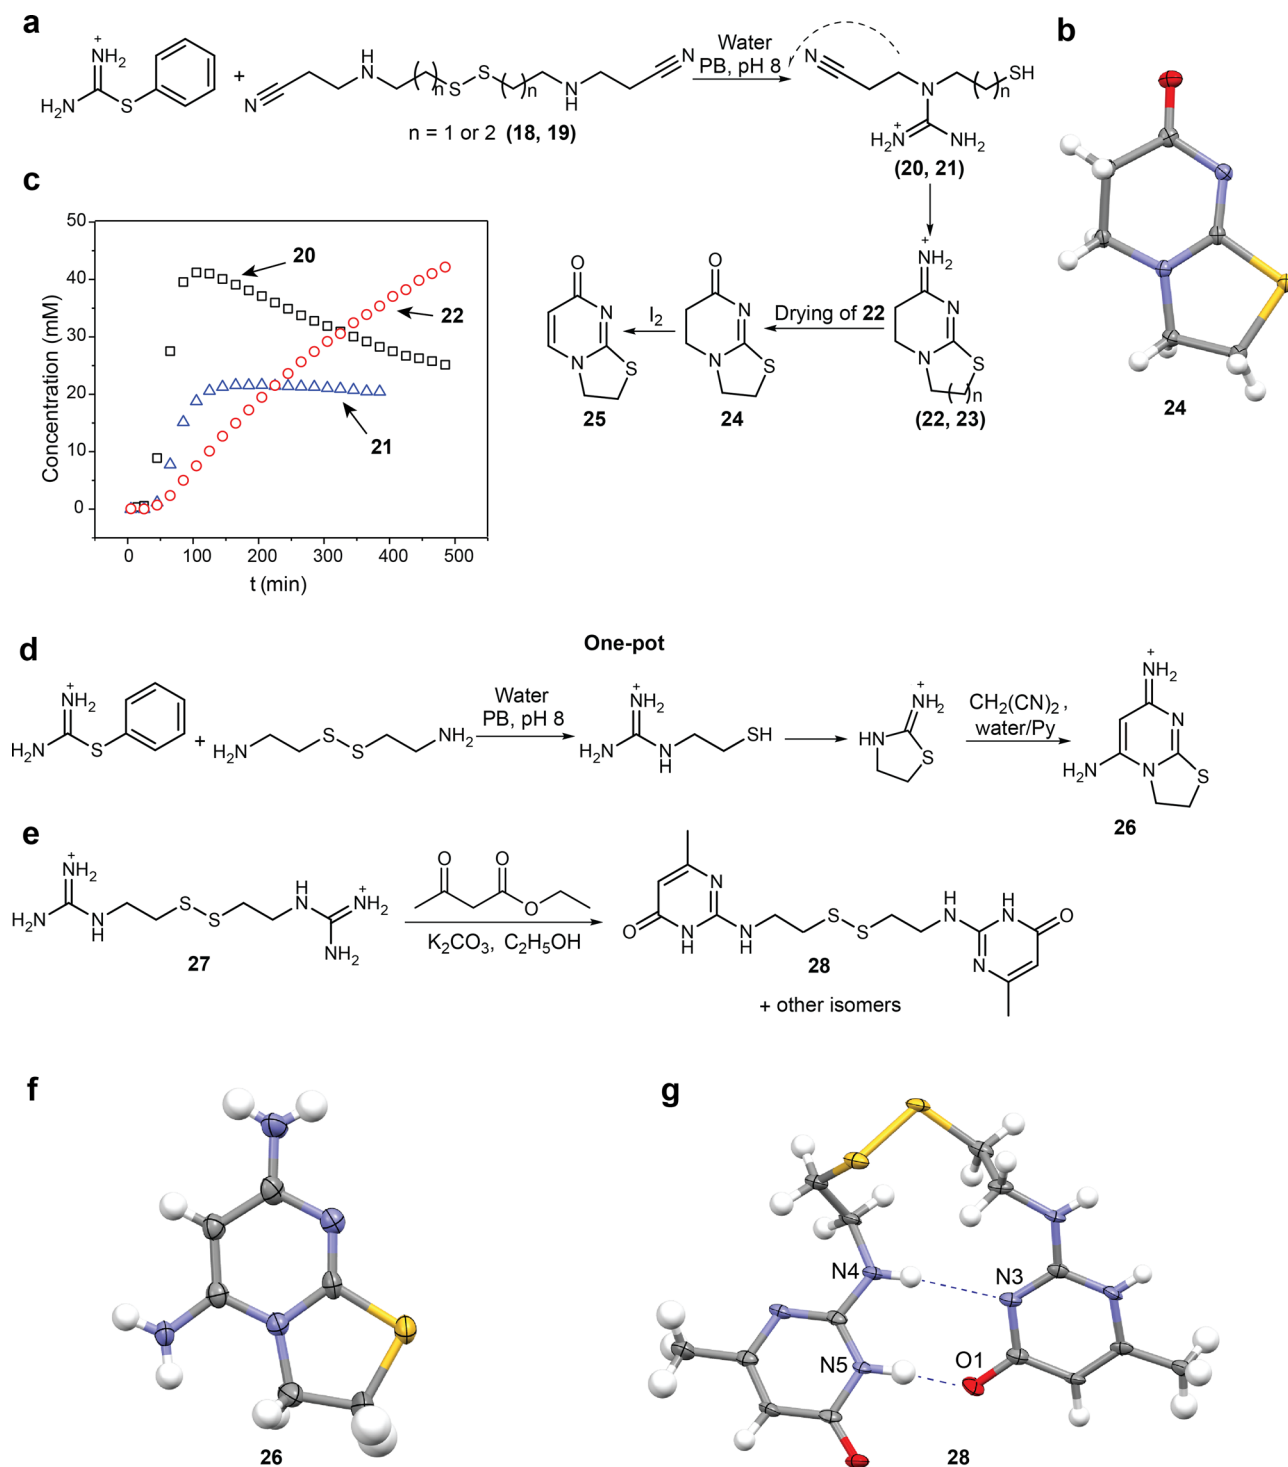 a
b
+
NH2
H2N
S
+
N
H
N
( )n
S
S
( )n
N
H
N
n = 1 or 2 (18, 19)
Water
PB, pH 8
N
N
( )n
SH
+
H2N
NH2
(20, 21)
24
c
Concentration (mM)
50
40
30
20
10
0
0
100
200
300
400
500
t (min)
20
22
21
O
N
N
S
25
I2
O
N
N
S
24
Drying of 22
+
NH2
N
N
S
( )n
(22, 23)
d
One-pot
+
NH2
H2N
S
+
H2N
S
S
NH2
Water
PB, pH 8
+
NH2
H2N
N
H
SH
+
NH2
HN
S
CH2(CN)2 ,
water/Py
+
NH2
N
H2N
N
S
26
e
+
NH2
H2N
N
H
S
S
H
N
+
NH2
NH2
27
O
O
O
K2CO3, C2H5OH
N
O
N
H
N
H
S
S
H
N
H
N
O
N
28
+ other isomers
f
26
g
N4
N3
N5
O1
28